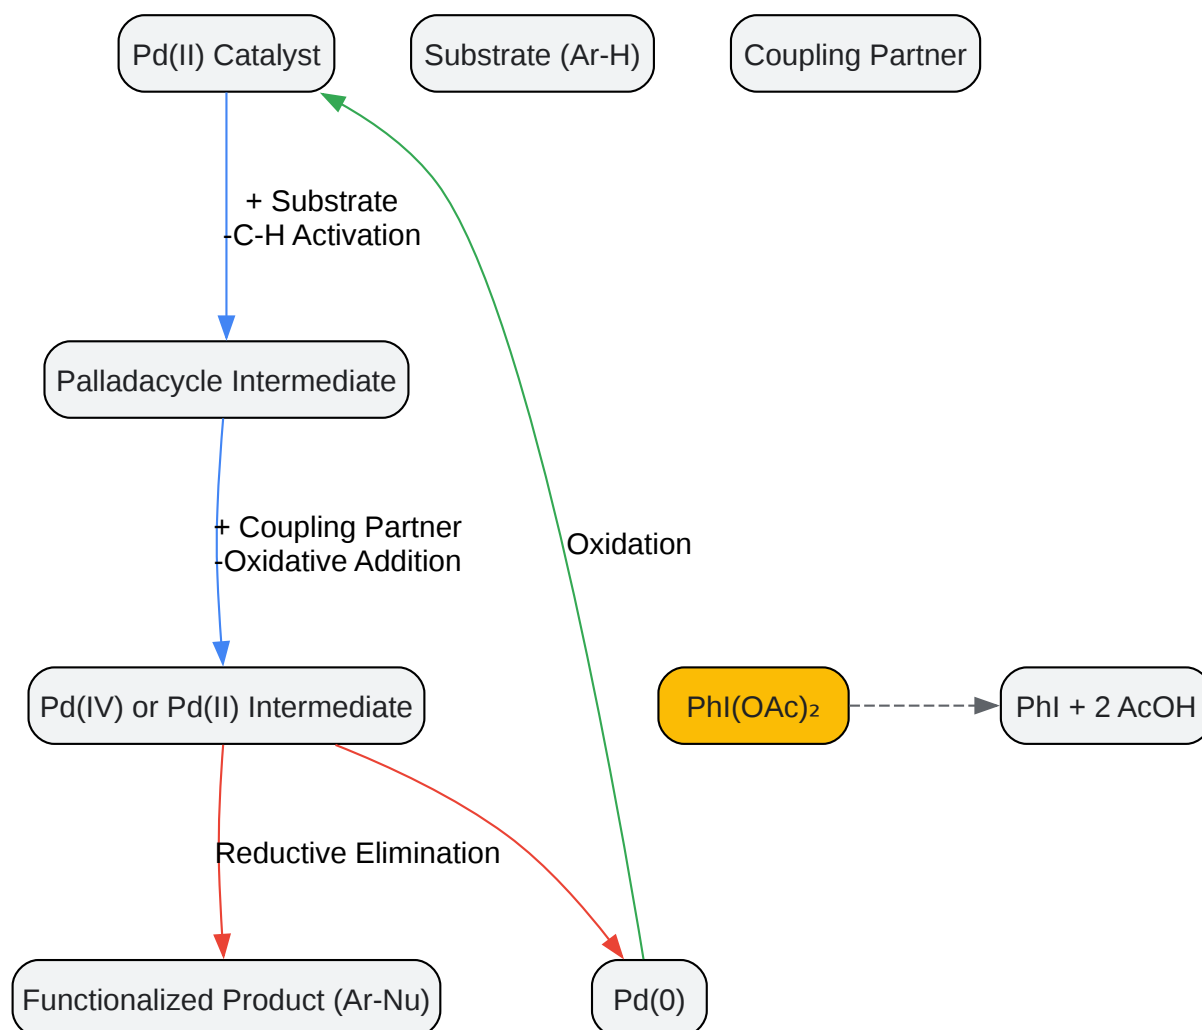 Pd(II) Catalyst
Substrate (Ar-H)
Coupling Partner
+ Substrate
-C-H Activation
Palladacycle Intermediate
+ Coupling Partner
-Oxidative Addition
Oxidation
Pd(IV) or Pd(II) Intermediate
PhI(OAc)₂
PhI + 2 AcOH
Reductive Elimination
Functionalized Product (Ar-Nu)
Pd(0)